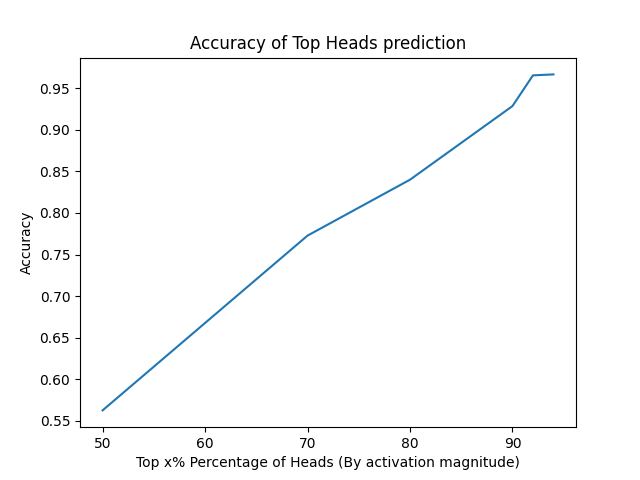 Accuracy of Top Heads prediction
Accuracy
0.95
0.90
0.85
0.80
0.75
0.70
0.65
0.60
0.55
50 60 70 80 90
Top x% Percentage of Heads (By activation magnitude)